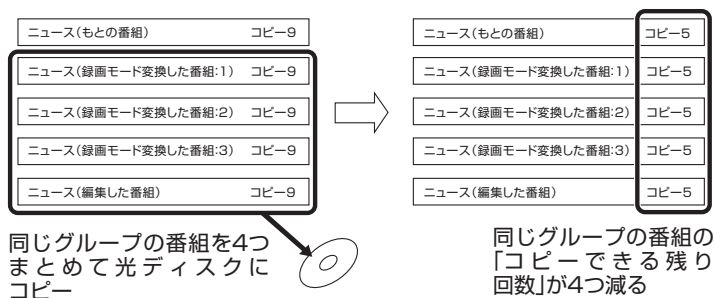 ニュース(もとの番組) コピー9
ニュース(録画モード変換した番組:1) コピー9
ニュース(録画モード変換した番組:2) コピー9
ニュース(録画モード変換した番組:3) コピー9
ニュース(編集した番組) コピー9
同じグループの番組を4つ
まとめて光ディスクに
コピー
ニュース(もとの番組) コピー5
ニュース(録画モード変換した番組:1) コピー5
ニュース(録画モード変換した番組:2) コピー5
ニュース(録画モード変換した番組:3) コピー5
ニュース(編集した番組) コピー5
同じグループの番組の
「コピーできる残り
回数」が4つ減る